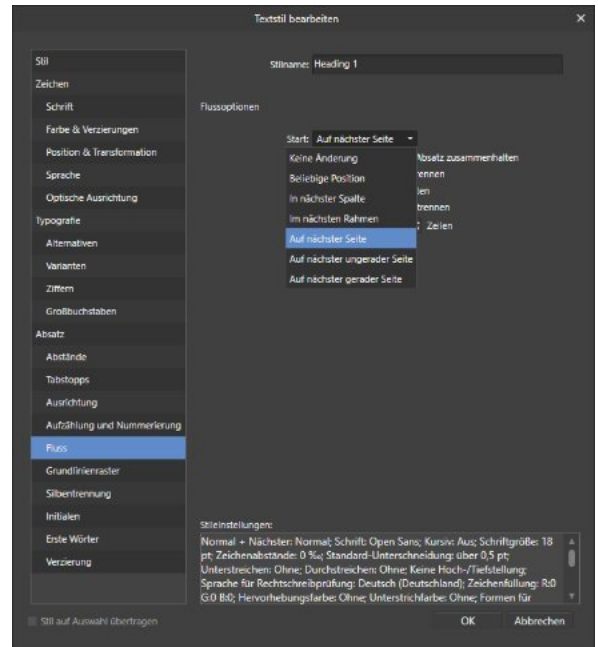 Textstil bearbeiten
Stil
Zeichen
Schrift
Farbe & Verzierungen
Position & Transformation
Sprache
Optische Ausrichtung
Typografie
Alternativen
Varianten
Ziffern
Großbuchstaben
Absatz
Abstände
Tabstopps
Ausrichtung
Aufzählung und Nummerierung
Fluss
Grundlinienraster
Silbentrennung
Initialen
Erste Wörter
Verzierung
Stilname: Heading 1
Flussoptionen
Start: Auf nächster Seite
Keine Änderung
Beliebige Position
In nächster Spalte
Im nächsten Rahmen
Auf nächster Seite
Auf nächster ungerader Seite
Auf nächster gerader Seite
Absatz zusammenhalten
ennen
len
trennen
Zeilen
Stileinstellungen:
Normal + Nächster: Normal; Schrift: Open Sans; Kursiv: Aus; Schriftgröße: 18
pt; Zeichenabstände: 0 ‰; Standard-Unterschneidung: über 0,5 pt;
Unterstreichen: Ohne; Durchstreichen: Ohne; Keine Hoch-/Tiefstellung;
Sprache für Rechtschreibprüfung: Deutsch (Deutschland); Zeichenfüllung: R:0
G:0 B:0; Hervorhebungsfarbe: Ohne; Unterstrichfarbe: Ohne; Formen für
Stil auf Auswahl übertragen
OK Abbrechen